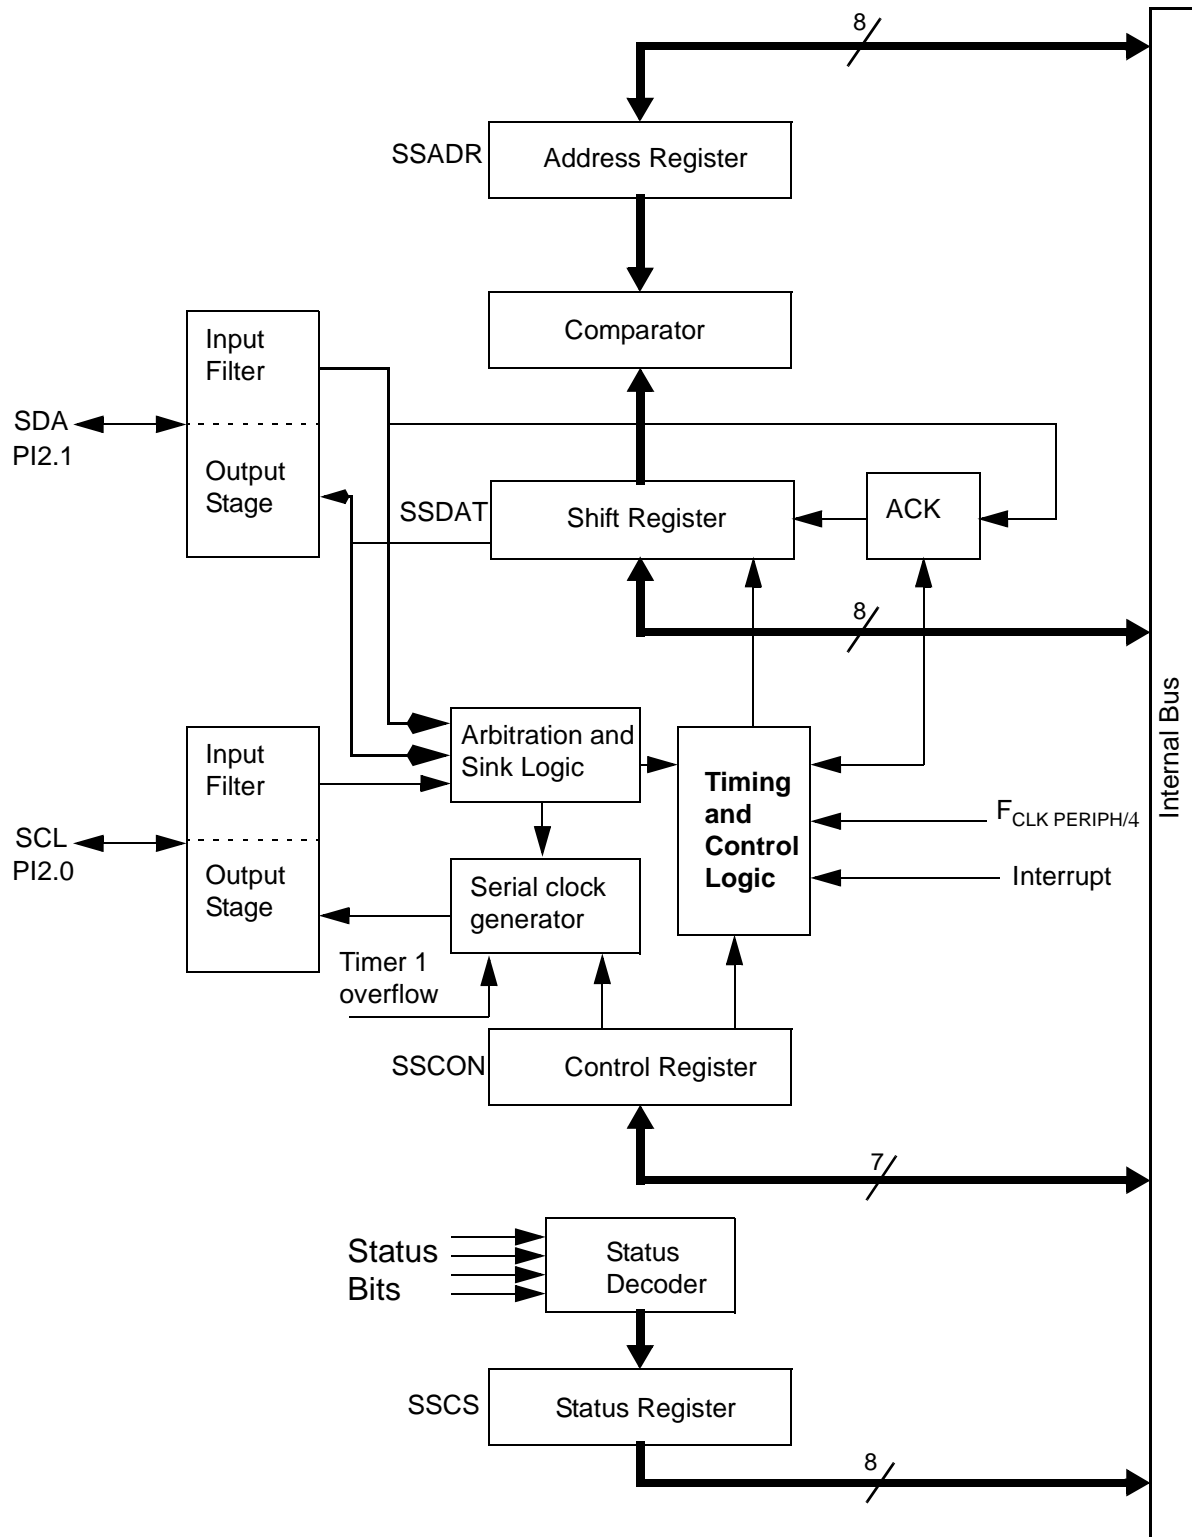 8
SSADR
Address Register
Comparator
Input
Filter
SDA
PI2.1
Output
Stage
SSDAT
Shift Register
ACK
8
Internal Bus
Input
Filter
Arbitration and
Sink Logic
Timing
and
Control
Logic
FCLK PERIPH/4
SCL
PI2.0
Output
Stage
Serial clock
generator
Interrupt
Timer 1
overflow
SSCON
Control Register
7
Status
Bits
Status
Decoder
SSCS
Status Register
8